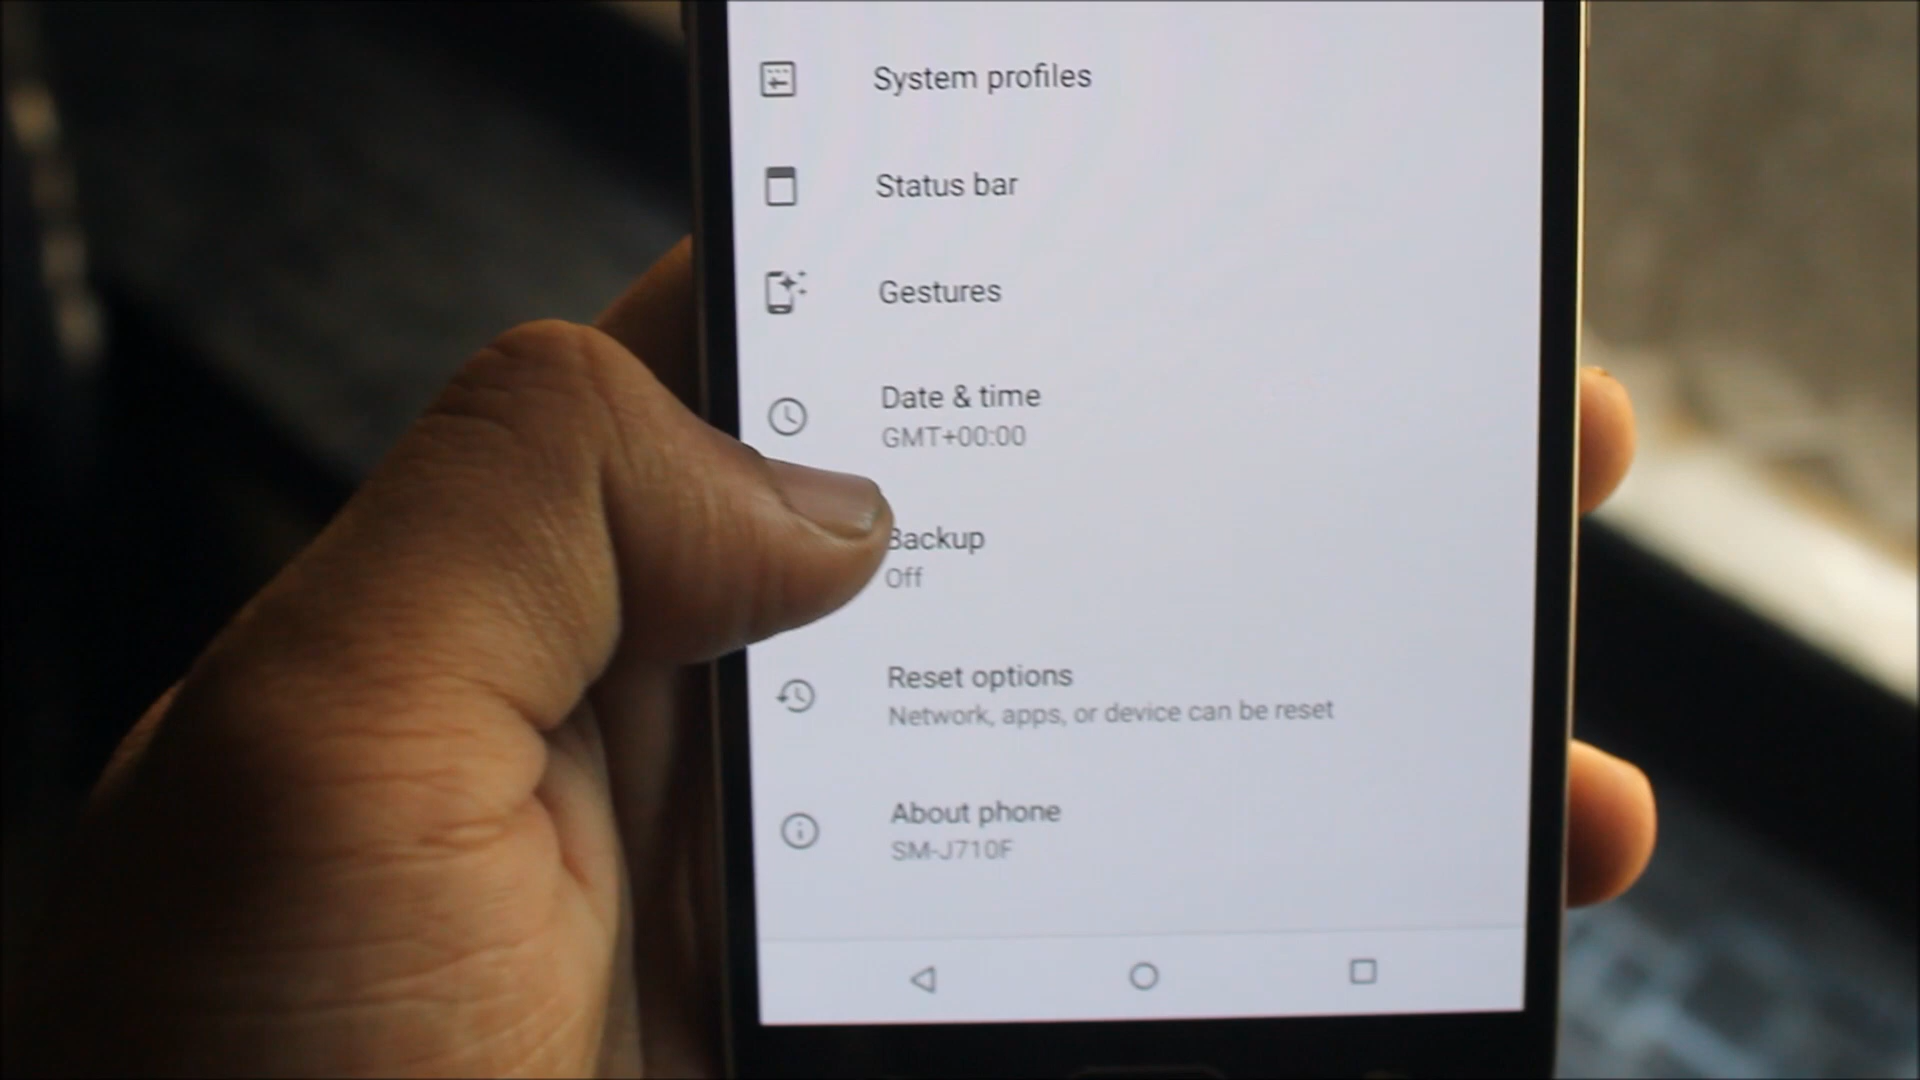 System profiles
Status bar
Gestures
Date & time
GMT+00:00
Backup
Off
Reset options
Network, apps, or device can be reset
About phone
SM-J710F